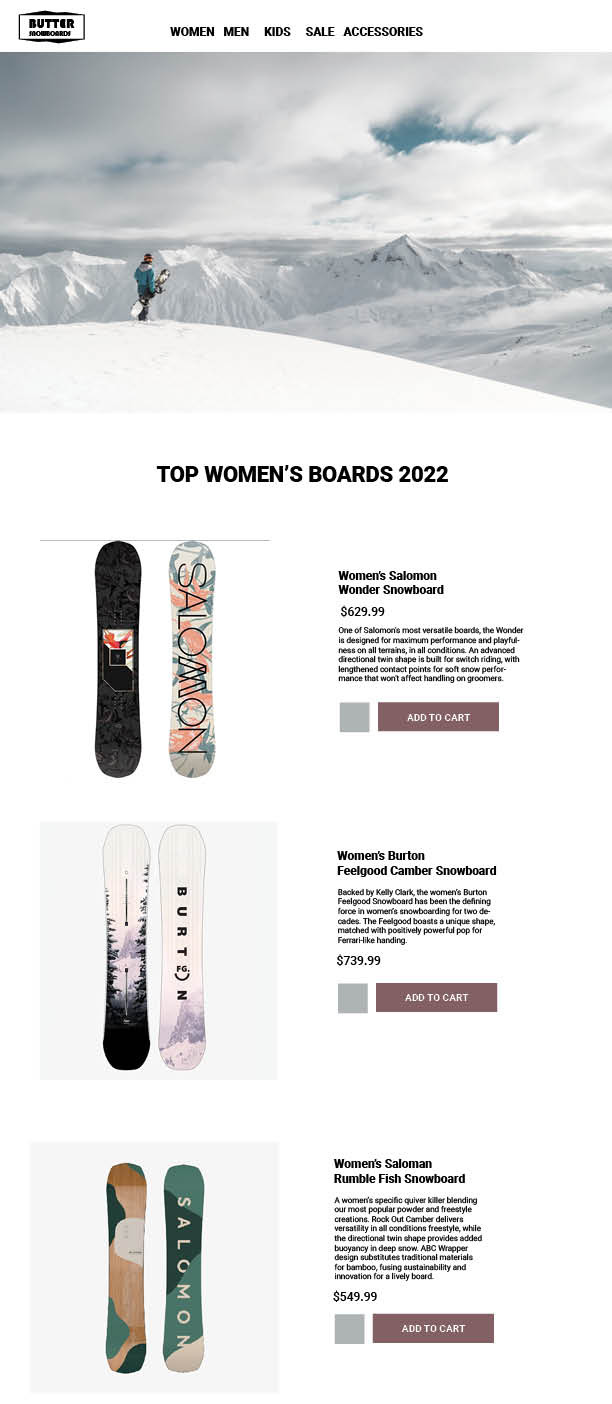 BUTTER
SNOWBOARDS
WOMEN MEN KIDS SALE ACCESSORIES
TOP WOMEN’S BOARDS 2022
SALOMON
Women’s Salomon
Wonder Snowboard
$629.99
One of Salomon's most versatile boards, the Wonder
is designed for maximum performance and playful-
ness on all terrains, in all conditions. An advanced
directional twin shape is built for switch riding, with
lengthened contact points for soft snow perfor-
mance that won't affect handling on groomers.
ADD TO CART
BURTON
FG.
Women’s Burton
Feelgood Camber Snowboard
Backed by Kelly Clark, the women’s Burton
Feelgood Snowboard has been the defining
force in women’s snowboarding for two de-
cades. The Feelgood boasts a unique shape,
matched with positively powerful pop for
Ferrari-like handing.
$739.99
ADD TO CART
SALOMON
Women’s Saloman
Rumble Fish Snowboard
A women’s specific quiver killer blending
our most popular powder and freestyle
creations. Rock Out Camber delivers
versatility in all conditions freestyle, while
the directional twin shape provides added
buoyancy in deep snow. ABC Wrapper
design substitutes traditional materials
for bamboo, fusing sustainability and
innovation for a lively board.
$549.99
ADD TO CART